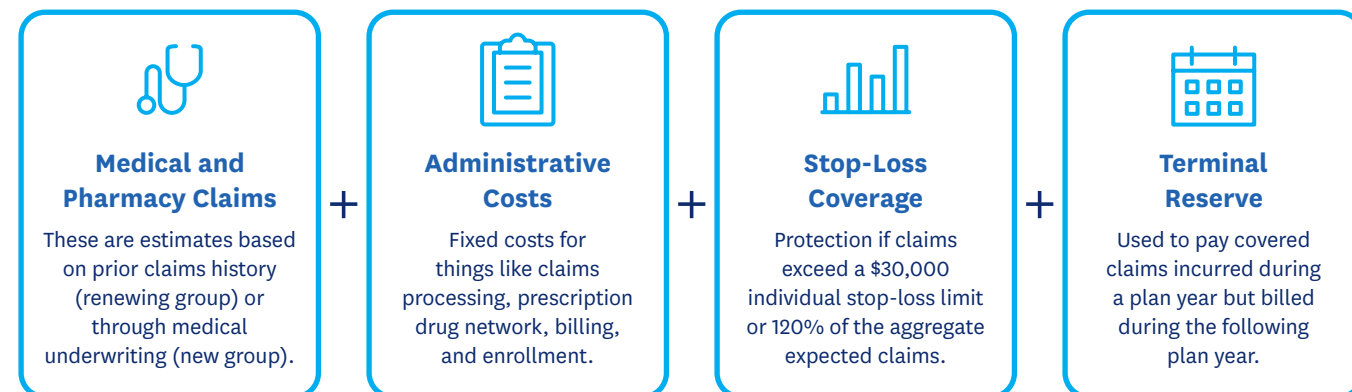 Medical and
Pharmacy Claims
These are estimates based
on prior claims history
(renewing group) or
through medical
underwriting (new group).
+
Administrative
Costs
Fixed costs for
things like claims
processing, prescription
drug network, billing,
and enrollment.
+
Stop-Loss
Coverage
Protection if claims
exceed a $30,000
individual stop-loss limit
or 120% of the aggregate
expected claims.
+
Terminal
Reserve
Used to pay covered
claims incurred during
a plan year but billed
during the following
plan year.